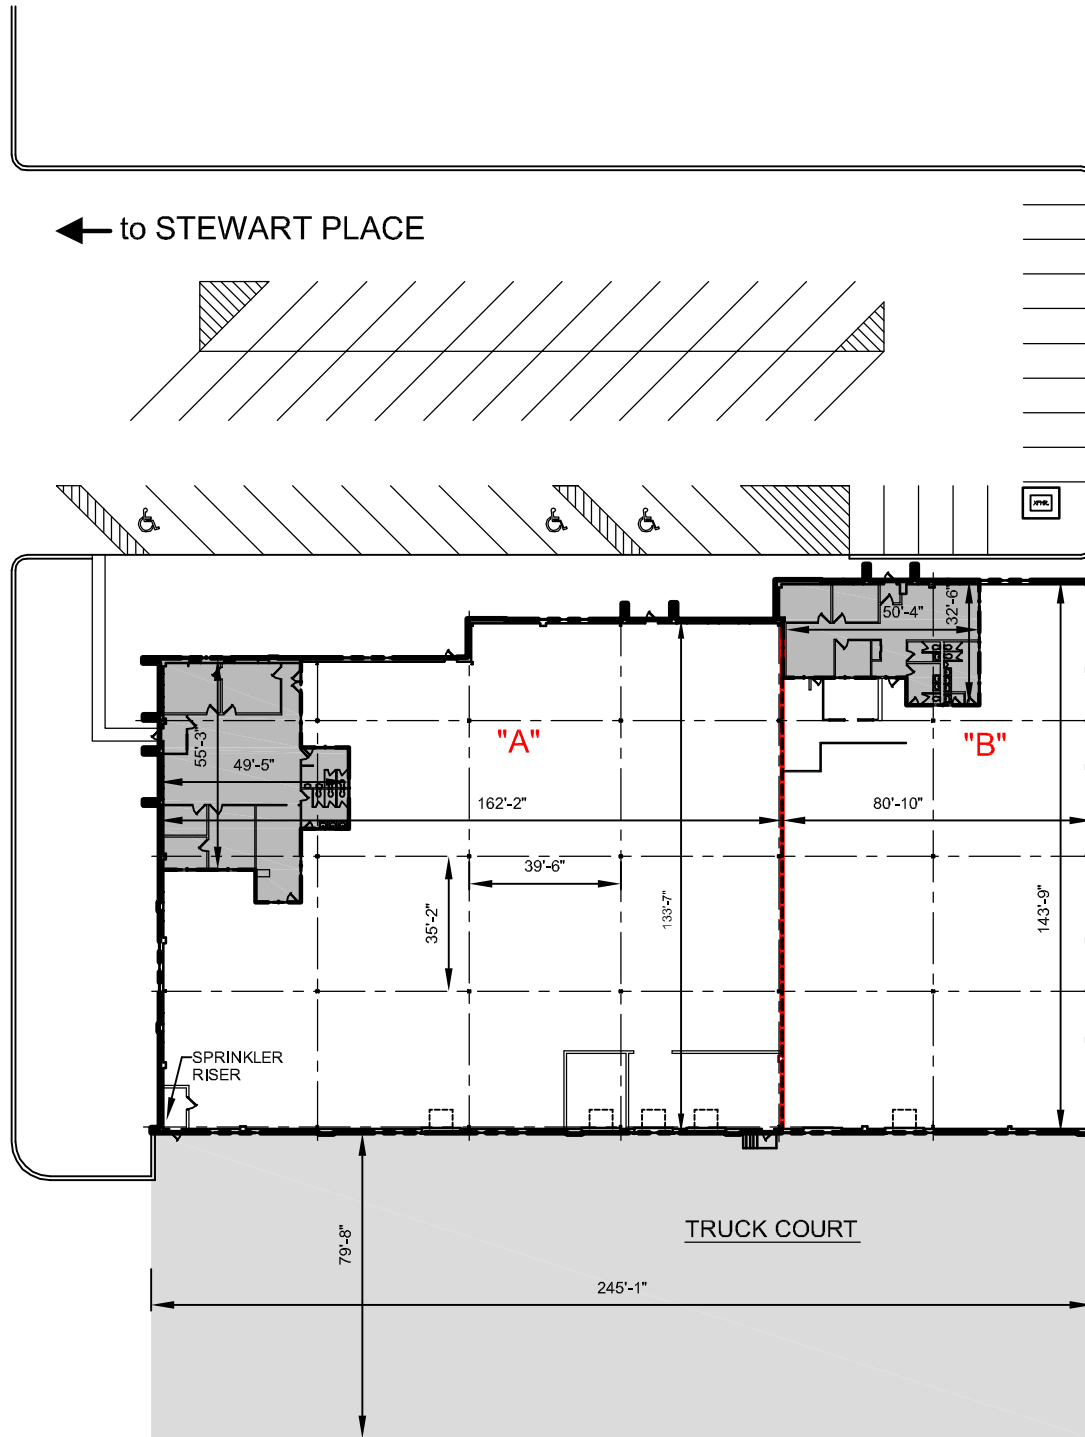 to STEWART PLACE
XFMR.
50'-4"
32'-6"
"A"
"B"
55'-3"
49'-5"
162'-2"
80'-10"
39'-6"
35'-2"
133'-7"
143'-9"
SPRINKLER
RISER
TRUCK COURT
79'-8"
245'-1"